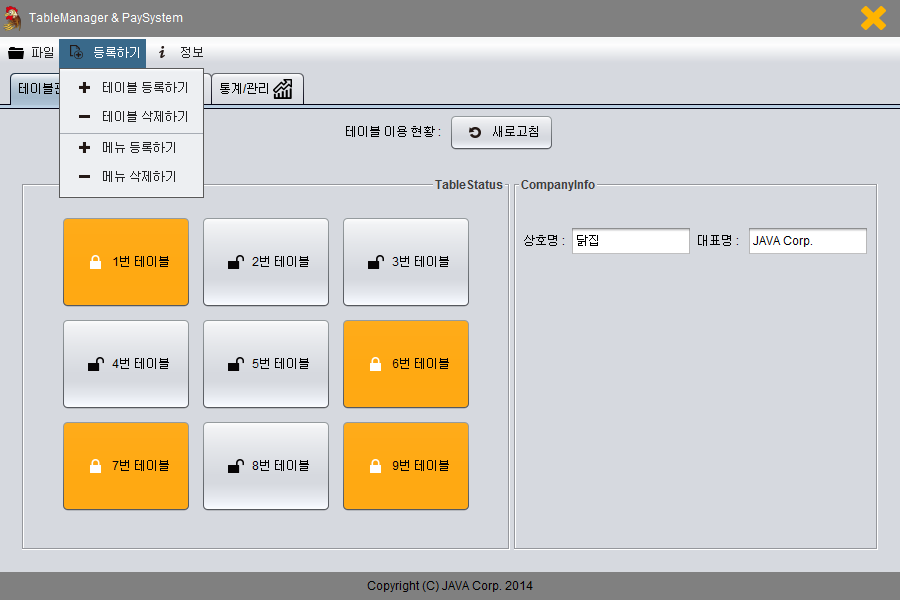 TableManager & PaySystem
파일 등록하기 정보
테이블 등록하기
테이블 삭제하기
메뉴 등록하기
메뉴 삭제하기
통계/관리
테이블 이용 현황 : 새로고침
TableStatus
CompanyInfo
1번 테이블 2번 테이블 3번 테이블
4번 테이블 5번 테이블 6번 테이블
7번 테이블 8번 테이블 9번 테이블
상호명 : 닭집 대표명 : JAVA Corp.
Copyright (C) JAVA Corp. 2014